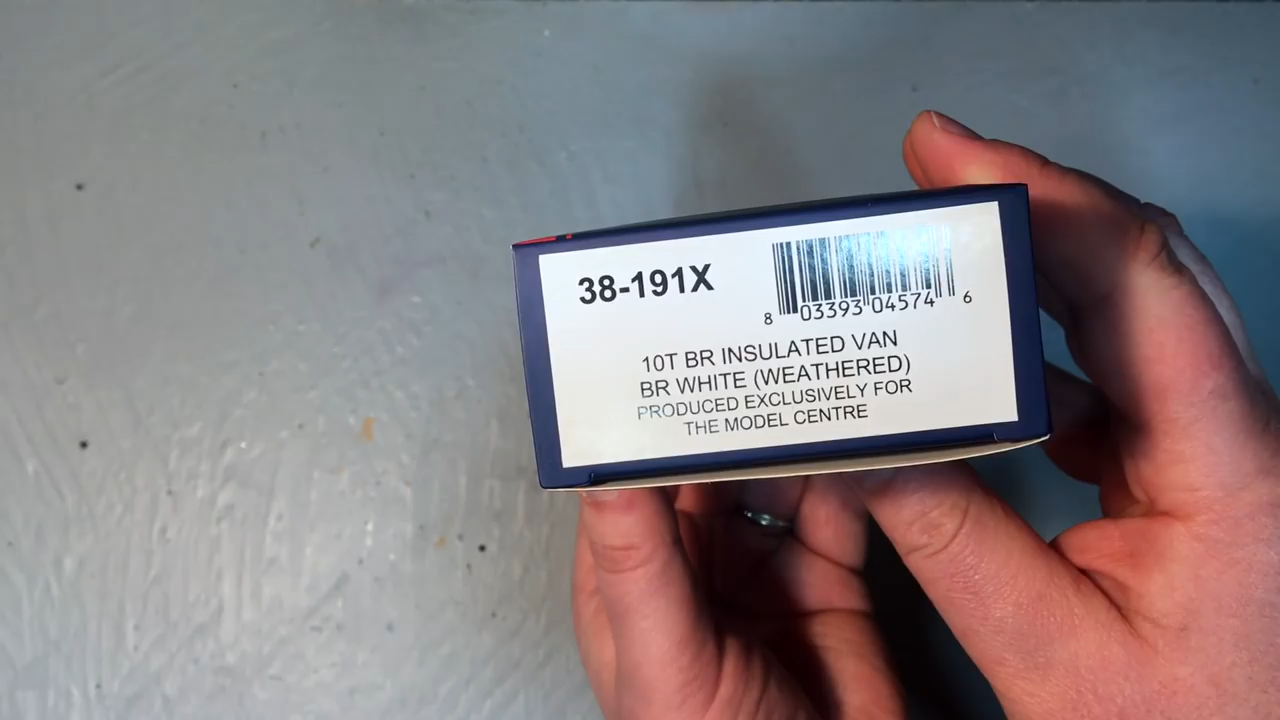 38-191X
8 03393 04574 6
10T BR INSULATED VAN
BR WHITE (WEATHERED)
PRODUCED EXCLUSIVELY FOR
THE MODEL CENTRE